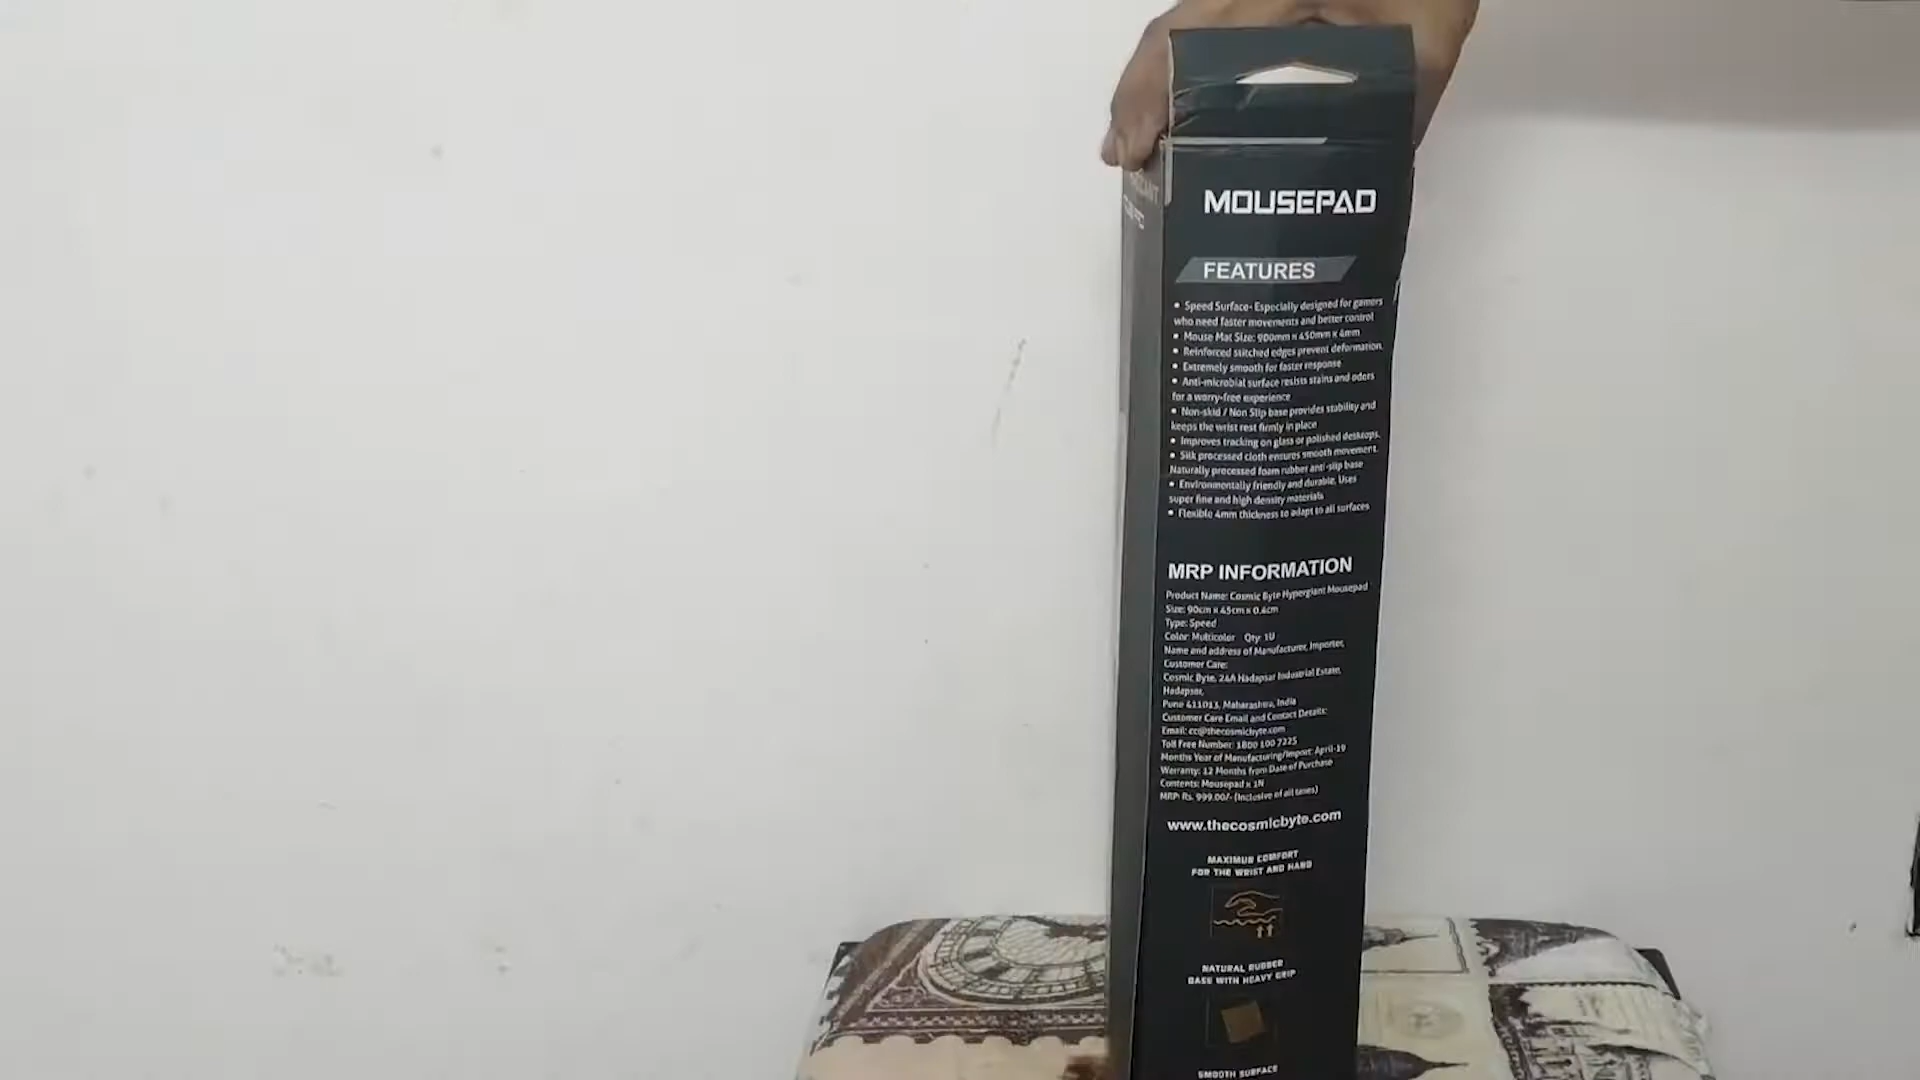 MOUSEPAD
FEATURES
• Speed Surface- Especially designed for gamers
who need faster movements and better control
• Mouse Mat Size: 900mm x 450mm x 4mm
• Reinforced stitched edges prevent deformation.
• Extremely smooth for faster response
• Anti-microbial surface resists stains and odors
for a worry-free experience
• Non-skid / Non Slip base provides stability and
keeps the wrist rest firmly in place
• Improves tracking on glass or polished desktops.
• Silk processed cloth ensures smooth movement.
Naturally processed foam rubber anti-slip base
• Environmentally friendly and durable. Uses
super fine and high density materials
• Flexible 4mm thickness to adapt to all surfaces
MRP INFORMATION
Product Name: Cosmic Byte Hypergiant Mousepad
Size: 90cm x 45cm x 0.4cm
Type: Speed
Color: Multicolor Qty: 1U
Name and address of Manufacturer, Importer,
Customer Care:
Cosmic Byte, 24A Hadapsar Industrial Estate,
Hadapsar,
Pune 411013, Maharashtra, India
Customer Care Email and Contact Details:
Email: cc@thecosmicbyte.com
Toll Free Number: 1800 100 7225
Months Year of Manufacturing/Import: April-19
Warranty: 12 Months from Date of Purchase
Contents: Mousepad x 1N
MRP: Rs. 999.00/- (Inclusive of all taxes)
www.thecosmicbyte.com
MAXIMUM COMFORT
FOR THE WRIST AND HAND
NATURAL RUBBER
BASE WITH HEAVY GRIP
SMOOTH SURFACE